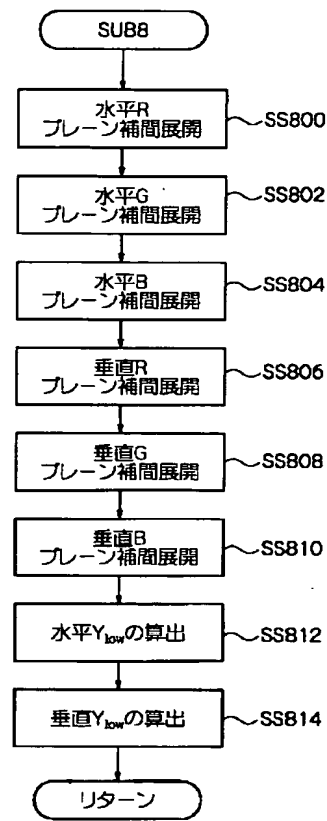 SUB8
水平R
プレーン補間展開
SS800
水平G
プレーン補間展開
SS802
水平B
プレーン補間展開
SS804
垂直R
プレーン補間展開
SS806
垂直G
プレーン補間展開
SS808
垂直B
プレーン補間展開
SS810
水平Ylowの算出
SS812
垂直Ylowの算出
SS814
リターン